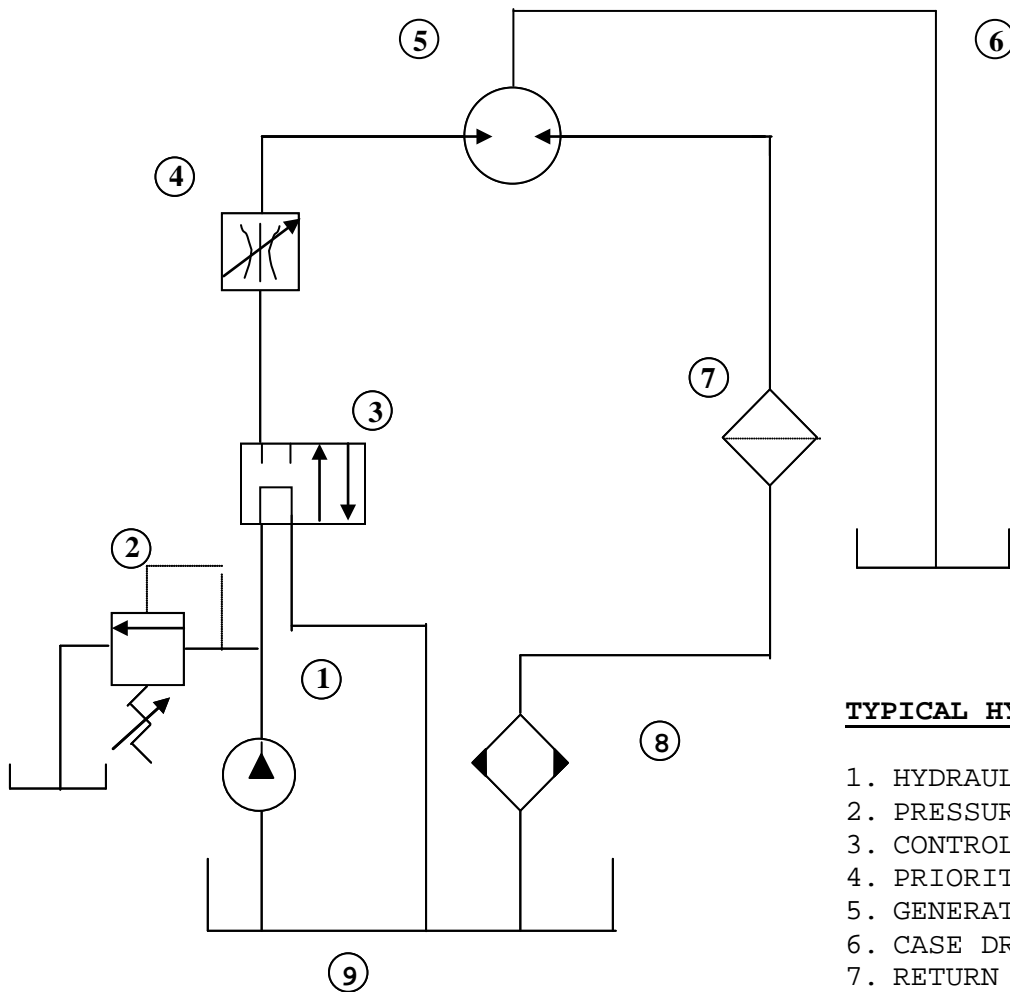 5
6
4
7
3
2
1
8
9
TYPICAL HY
1. HYDRAUL
2. PRESSUR
3. CONTROL
4. PRIORIT
5. GENERAT
6. CASE DR
7. RETURN